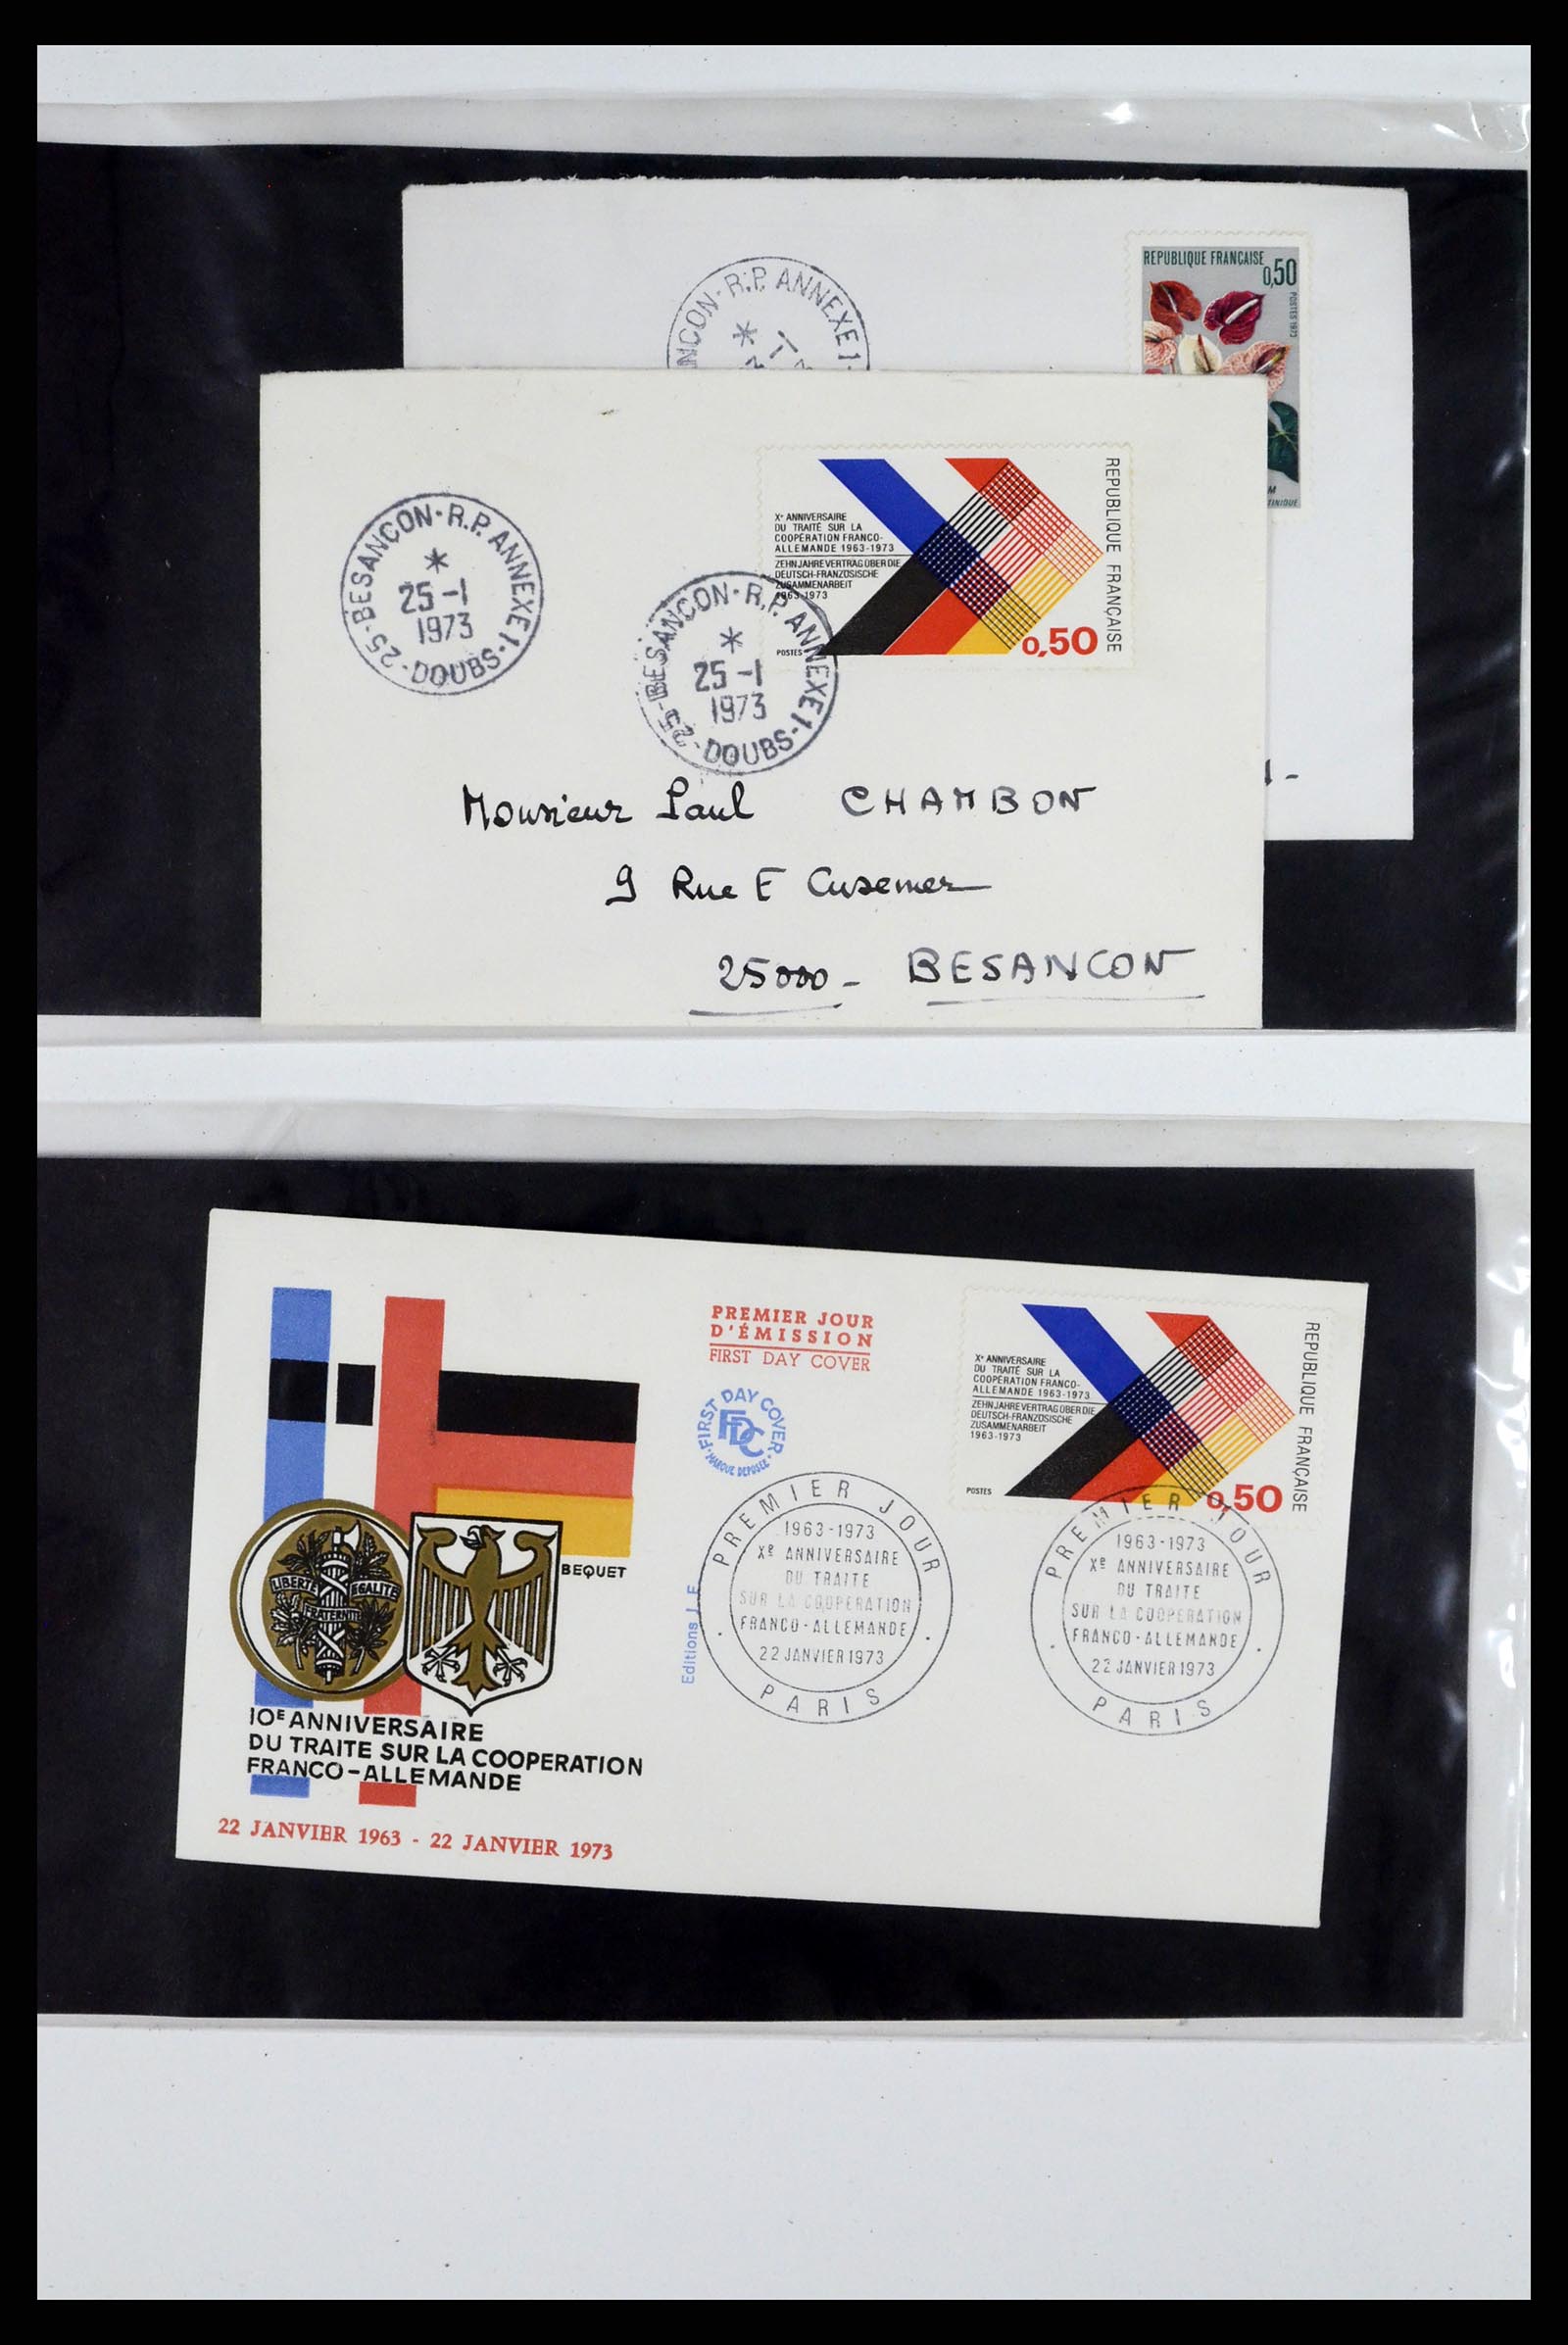 BESANCON - R.P. ANNEXE 1 -
REPUBLIQUE FRANÇAISE
0,50
POSTES 1973
25 - BESANCON - R.P. ANNEXE 1 - DOUBS -
25 -1
1973
25 - BESANCON - R.P. ANNEXE 1 - DOUBS -
25 -1
1973
Xe ANNIVERSAIRE
DU TRAITÉ SUR LA
COOPÉRATION FRANCO-
ALLEMANDE 1963-1973
ZEHN JAHRE VERTRAG ÜBER DIE
DEUTSCH-FRANZÖSISCHE
ZUSAMMENARBEIT
1963-1973
POSTES
0,50
REPUBLIQUE FRANÇAISE
Monsieur Paul CHAMBON
9 Rue E Cusemer
25000 - BESANCON
PREMIER JOUR
D'ÉMISSION
FIRST DAY COVER
FIRST DAY COVER
FDC
MARQUE DEPOSEE
Xe ANNIVERSAIRE
DU TRAITÉ SUR LA
COOPÉRATION FRANCO-
ALLEMANDE 1963-1973
ZEHN JAHRE VERTRAG ÜBER DIE
DEUTSCH-FRANZÖSISCHE
ZUSAMMENARBEIT
1963-1973
POSTES
0,50
REPUBLIQUE FRANÇAISE
LIBERTE EGALITE
FRATERNITE
BEQUET
Editions J.F.
PREMIER JOUR
1963-1973
Xe ANNIVERSAIRE
DU TRAITE
SUR LA COOPERATION
FRANCO-ALLEMANDE
22 JANVIER 1973
PARIS
PREMIER JOUR
1963-1973
Xe ANNIVERSAIRE
DU TRAITE
SUR LA COOPERATION
FRANCO-ALLEMANDE
22 JANVIER 1973
PARIS
10E ANNIVERSAIRE
DU TRAITE SUR LA COOPERATION
FRANCO-ALLEMANDE
22 JANVIER 1963 - 22 JANVIER 1973